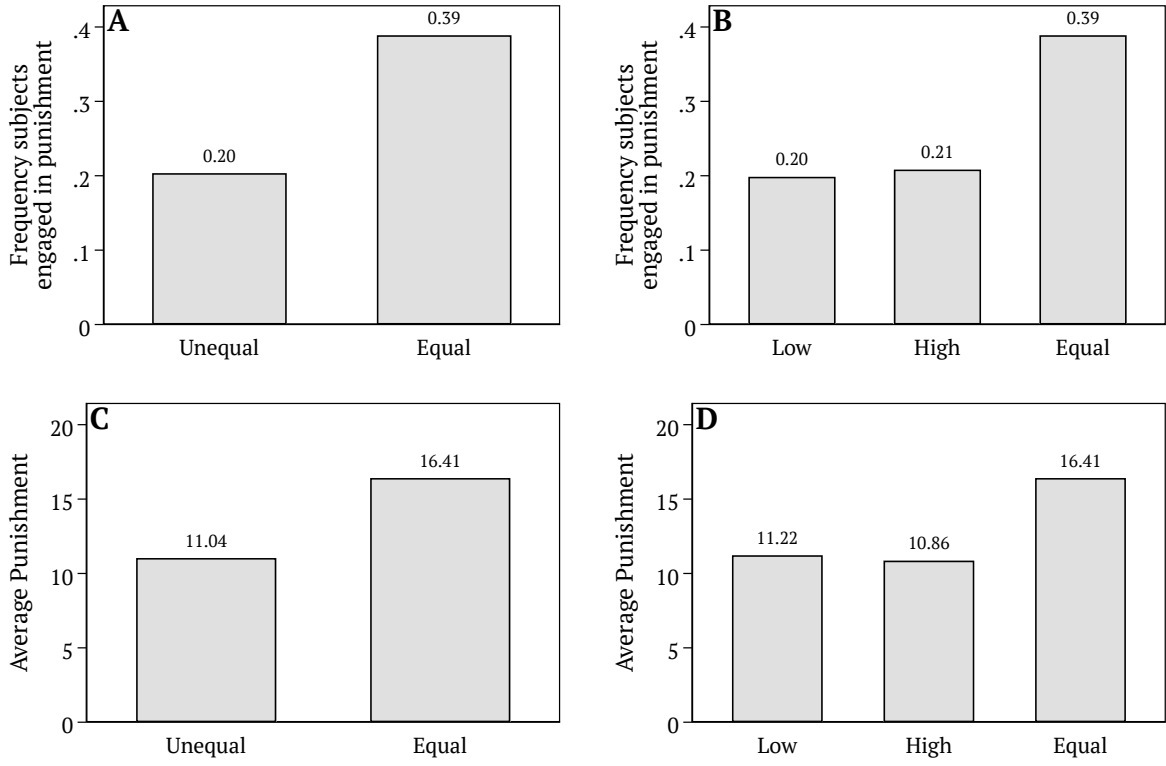 A
Frequency subjects
engaged in punishment
.4
.3
.2
.1
0
0.20
0.39
Unequal
Equal
B
Frequency subjects
engaged in punishment
.4
.3
.2
.1
0
0.20
0.21
0.39
Low
High
Equal
C
Average Punishment
20
15
10
5
0
11.04
16.41
Unequal
Equal
D
Average Punishment
20
15
10
5
0
11.22
10.86
16.41
Low
High
Equal